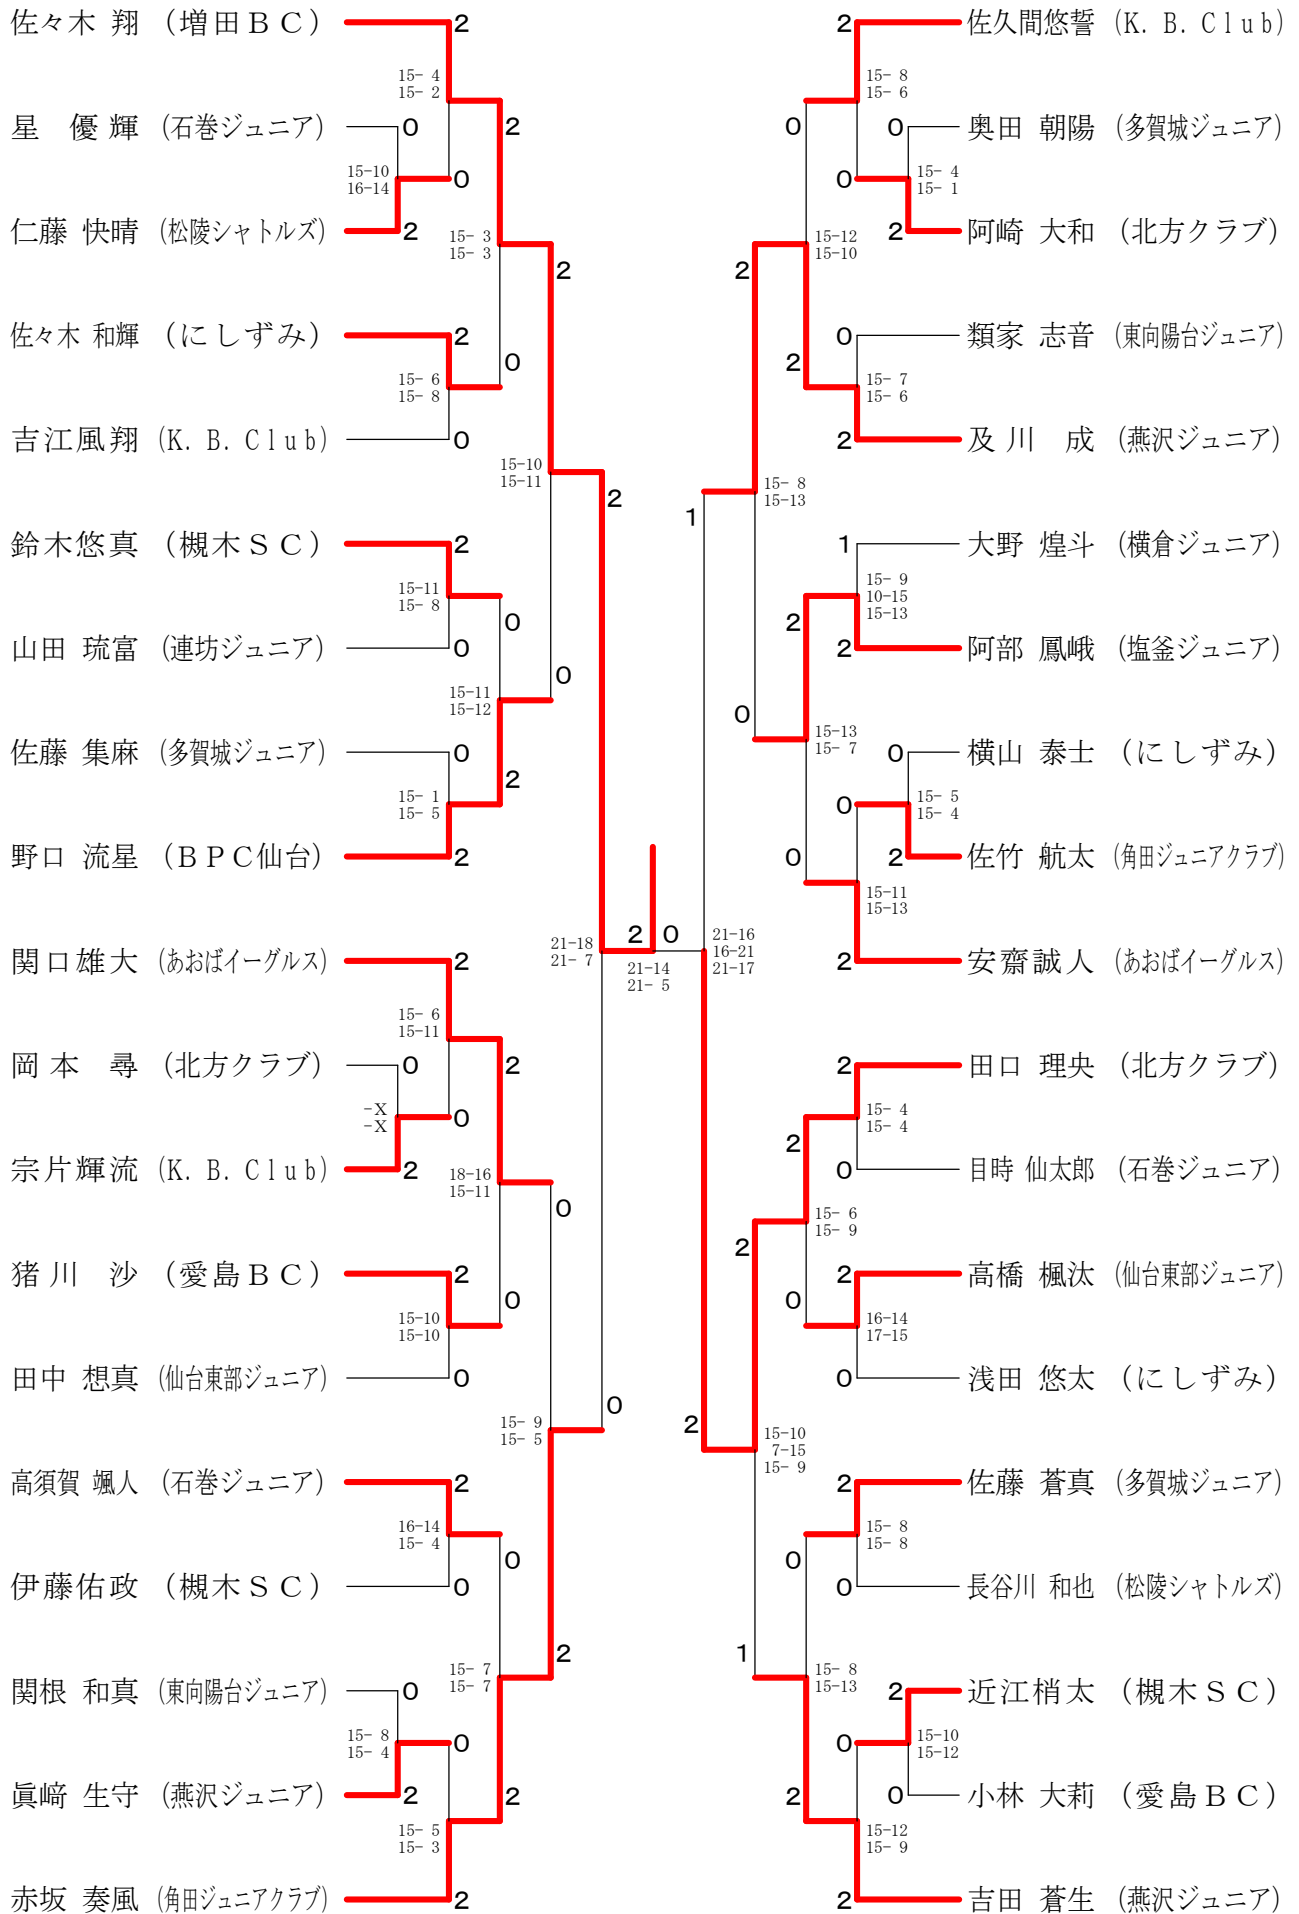 佐々木 翔 （増田ＢＣ） 2
15- 4
15- 2
星 優輝 （石巻ジュニア） 0
2
15-10
16-14
0
仁藤 快晴 （松陵シャトルズ） 2
15- 3
15- 3
2
佐々木 和輝 （にしずみ） 2
0
15- 6
15- 8
吉江風翔 （K. B. Club） 0
15-10
15-11
2
鈴木悠真 （槻木ＳＣ） 2
15-11
15- 8
0
山田 琉富 （連坊ジュニア） 0
0
15-11
15-12
佐藤 集麻 （多賀城ジュニア） 0
2
15- 1
15- 5
野口 流星 （ＢＰＣ仙台） 2
21-18
21- 7
2 0
21-14
21- 5
関口雄大 （あおばイーグルス） 2
15- 6
15-11
岡本 尋 （北方クラブ） 0
2
-X
-X
0
宗片輝流 （K. B. Club） 2
18-16
15-11
0
猪川 沙 （愛島ＢＣ） 2
0
15-10
15-10
田中 想真 （仙台東部ジュニア） 0
0
15- 9
15- 5
高須賀 颯人 （石巻ジュニア） 2
16-14
15- 4
0
伊藤佑政 （槻木ＳＣ） 0
2
15- 7
15- 7
関根 和真 （東向陽台ジュニア） 0
15- 8
15- 4
0
眞﨑 生守 （燕沢ジュニア） 2
2
15- 5
15- 3
赤坂 奏風 （角田ジュニアクラブ） 2
2 佐久間悠誓 （K. B. Club）
15- 8
15- 6
0
0 奥田 朝陽 （多賀城ジュニア）
0
15- 4
15- 1
2 阿崎 大和 （北方クラブ）
15-12
15-10
2
0 類家 志音 （東向陽台ジュニア）
2
15- 7
15- 6
2 及川 成 （燕沢ジュニア）
15- 8
15-13
1
1 大野 煌斗 （横倉ジュニア）
15- 9
10-15
15-13
2
2 阿部 鳳峨 （塩釜ジュニア）
0
15-13
15- 7
0 横山 泰士 （にしずみ）
0
15- 5
15- 4
0
2 佐竹 航太 （角田ジュニアクラブ）
15-11
15-13
21-16
16-21
21-17
2 安齋誠人 （あおばイーグルス）
2 田口 理央 （北方クラブ）
15- 4
15- 4
2
0 目時 仙太郎 （石巻ジュニア）
15- 6
15- 9
2
2 高橋 楓汰 （仙台東部ジュニア）
0
16-14
17-15
0 浅田 悠太 （にしずみ）
2
15-10
7-15
15- 9
2 佐藤 蒼真 （多賀城ジュニア）
15- 8
15- 8
0
0 長谷川 和也 （松陵シャトルズ）
1
15- 8
15-13
2 近江梢太 （槻木ＳＣ）
0
15-10
15-12
2
0 小林 大莉 （愛島ＢＣ）
15-12
15- 9
2 吉田 蒼生 （燕沢ジュニア）